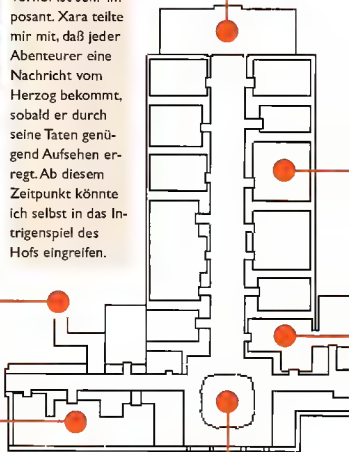 posant. Xara teilte
mir mit, daß jeder
Abenteurer eine
Nachricht vom
Herzog bekommt,
sobald er durch
seine Taten genü-
gend Aufsehen er-
regt. Ab diesem
Zeitpunkt könnte
ich selbst in das In-
trigenspiel des
Hofs eingreifen.